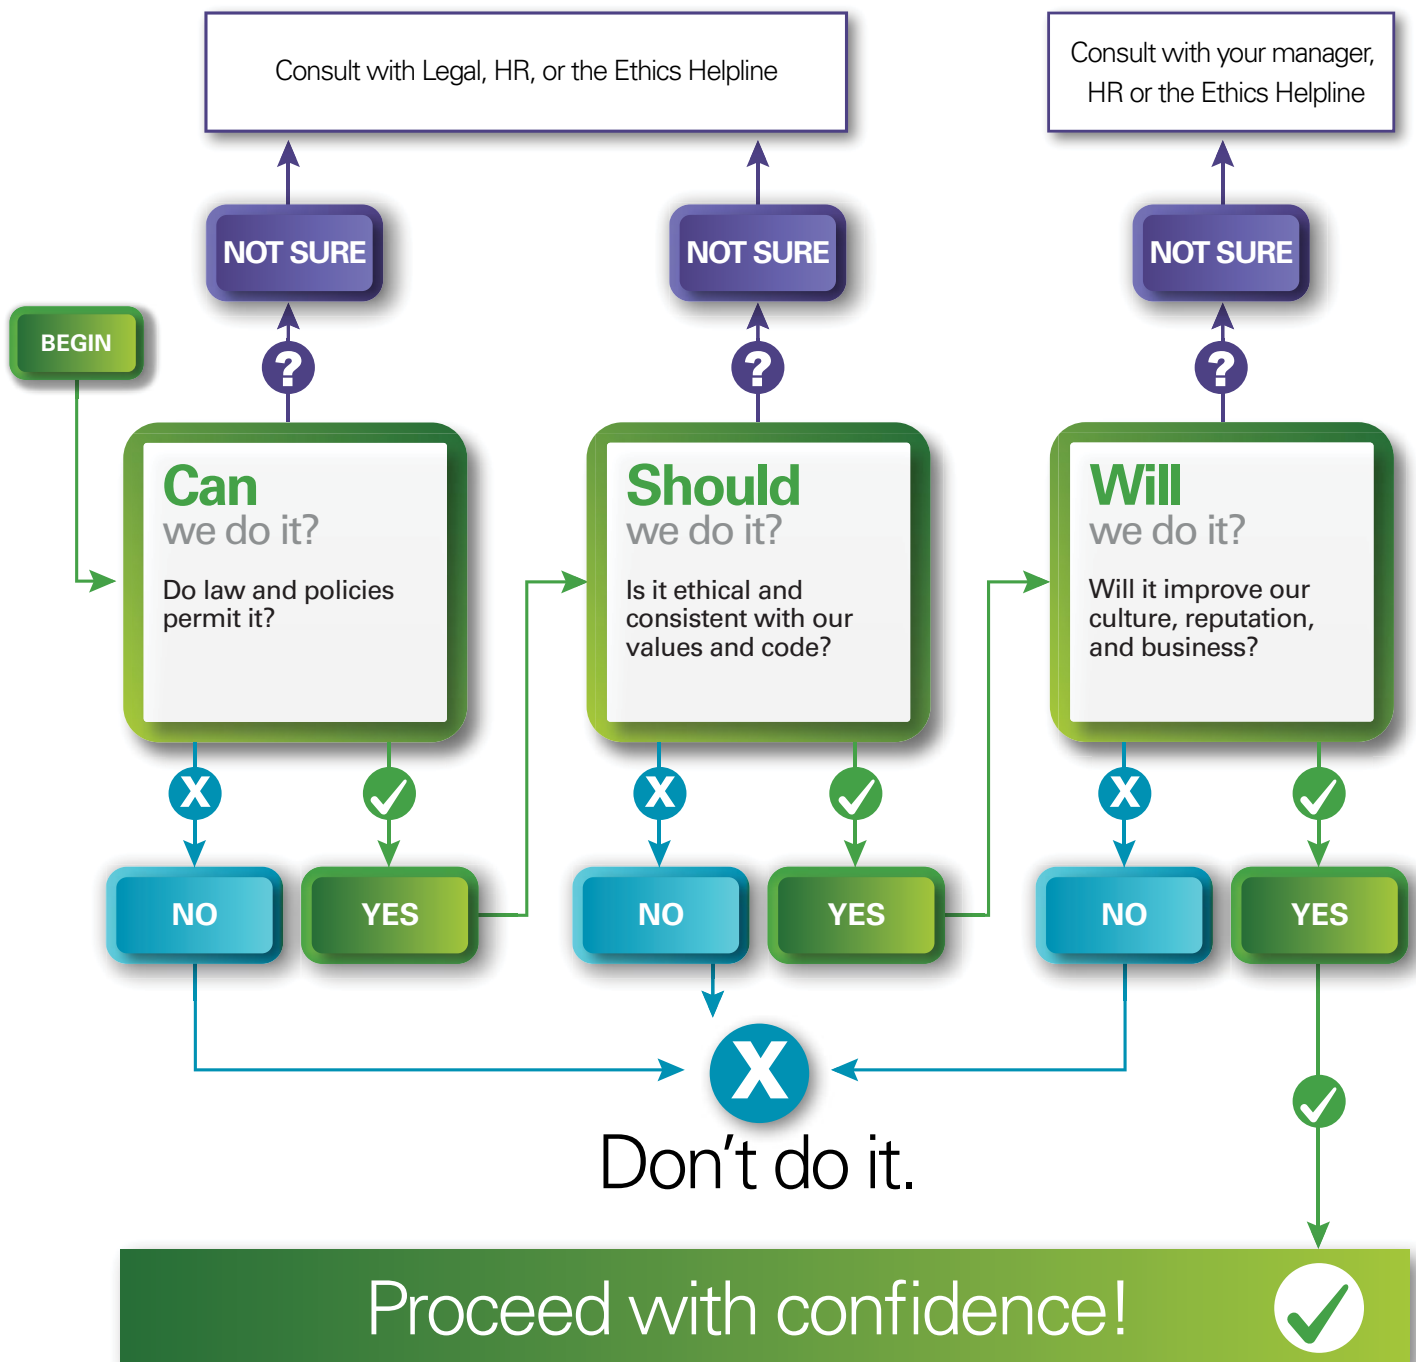 Consult with Legal, HR, or the Ethics Helpline
Consult with your manager,
HR or the Ethics Helpline
NOT SURE
NOT SURE
NOT SURE
BEGIN
?
?
?
Can
we do it?
Do law and policies
permit it?
Should
we do it?
Is it ethical and
consistent with our
values and code?
Will
we do it?
Will it improve our
culture, reputation,
and business?
X
X
X
NO
YES
NO
YES
NO
YES
X
Don't do it.
Proceed with confidence!